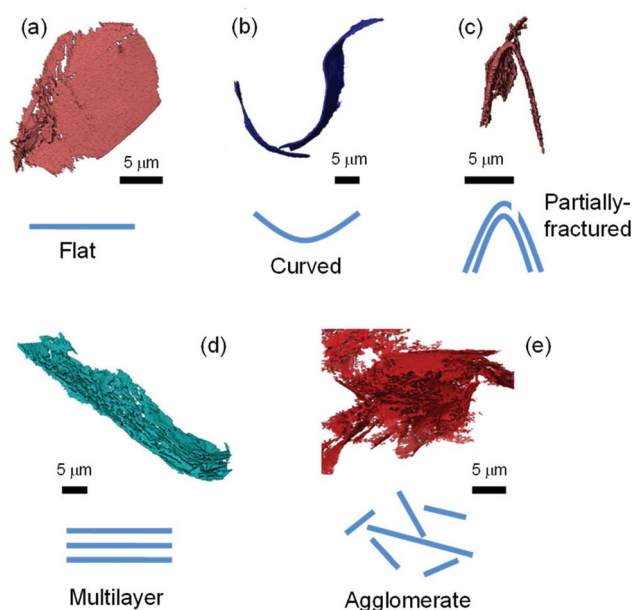 (a)
(b)
(c)
5 μm
5 μm
5 μm
Flat
Curved
Partially-
fractured
(d)
(e)
5 μm
5 μm
Multilayer
Agglomerate